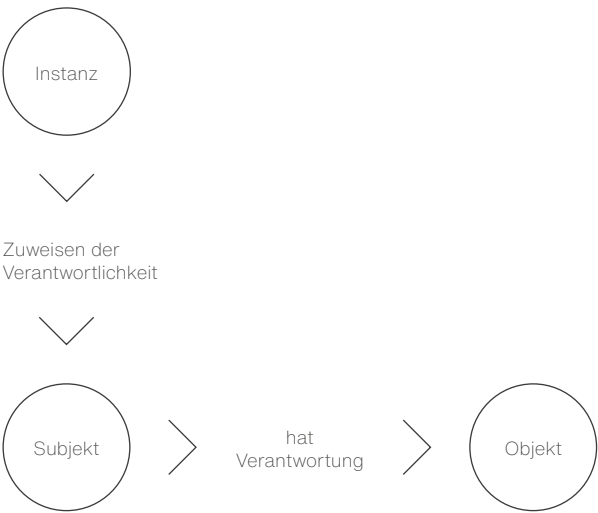 Instanz
Zuweisen der
Verantwortlichkeit
Subjekt
hat
Verantwortung
Objekt